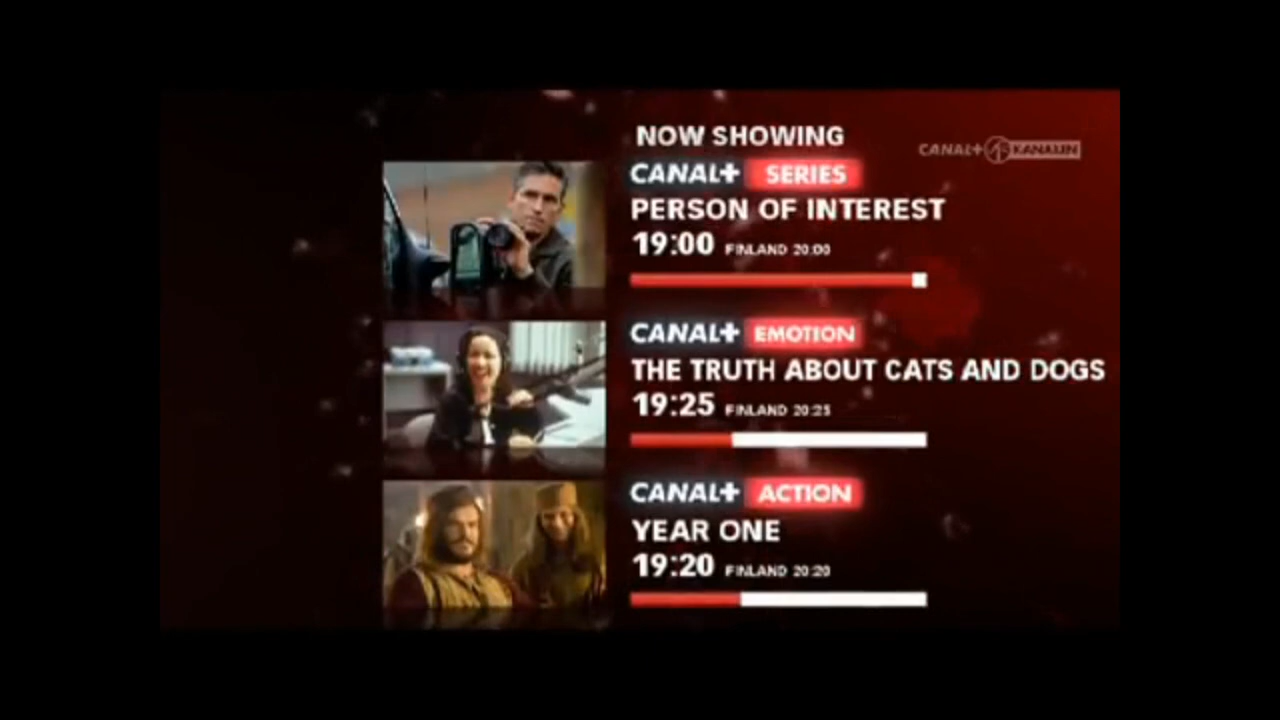 NOW SHOWING
CANAL+ KANALEN
CANAL+ SERIES
PERSON OF INTEREST
19:00 FINLAND 20:00
CANAL+ EMOTION
THE TRUTH ABOUT CATS AND DOGS
19:25 FINLAND 20:25
CANAL+ ACTION
YEAR ONE
19:20 FINLAND 20:20